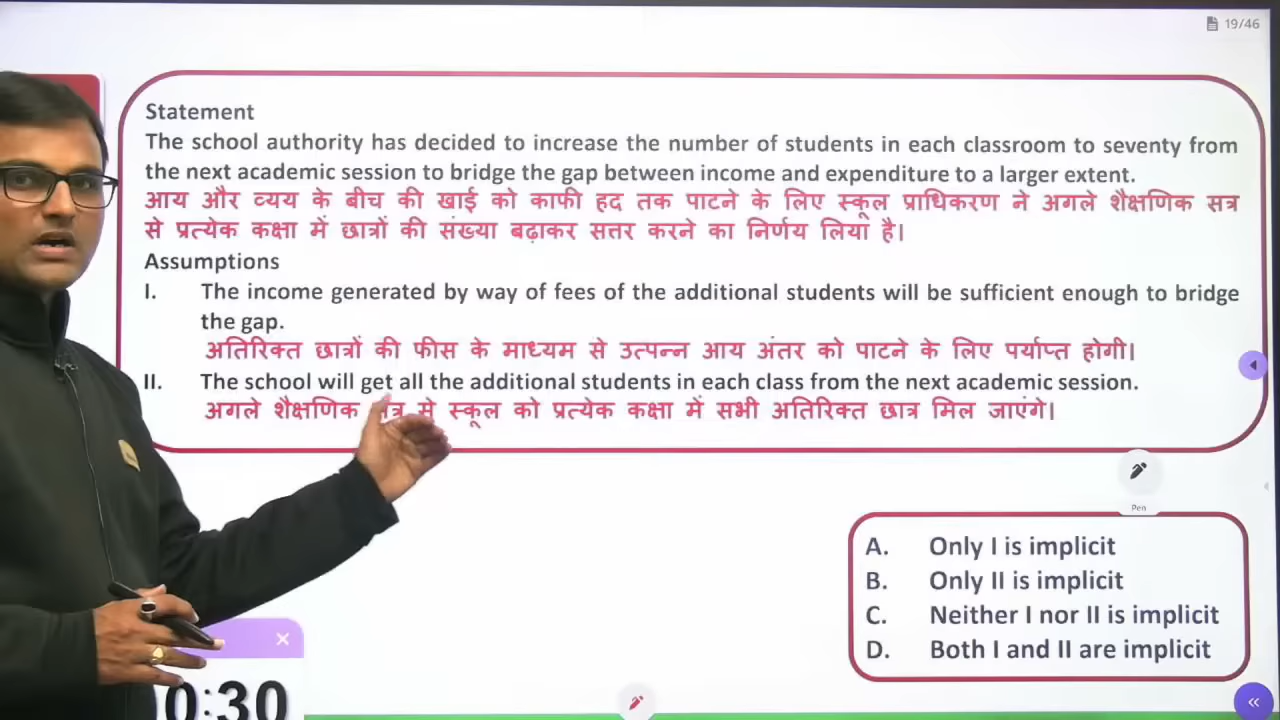 19/46
Statement
The school authority has decided to increase the number of students in each classroom to seventy from
the next academic session to bridge the gap between income and expenditure to a larger extent.
आय और व्यय के बीच की खाई को काफी हद तक पाटने के लिए स्कूल प्राधिकरण ने अगले शैक्षणिक सत्र
से प्रत्येक कक्षा में छात्रों की संख्या बढ़ाकर सत्तर करने का निर्णय लिया है।
Assumptions
I. The income generated by way of fees of the additional students will be sufficient enough to bridge
the gap.
अतिरिक्त छात्रों की फीस के माध्यम से उत्पन्न आय अंतर को पाटने के लिए पर्याप्त होगी।
II. The school will get all the additional students in each class from the next academic session.
अगले शैक्षणिक सत्र से स्कूल को प्रत्येक कक्षा में सभी अतिरिक्त छात्र मिल जाएंगे।
Pen
A. Only I is implicit
B. Only II is implicit
C. Neither I nor II is implicit
D. Both I and II are implicit
0:30